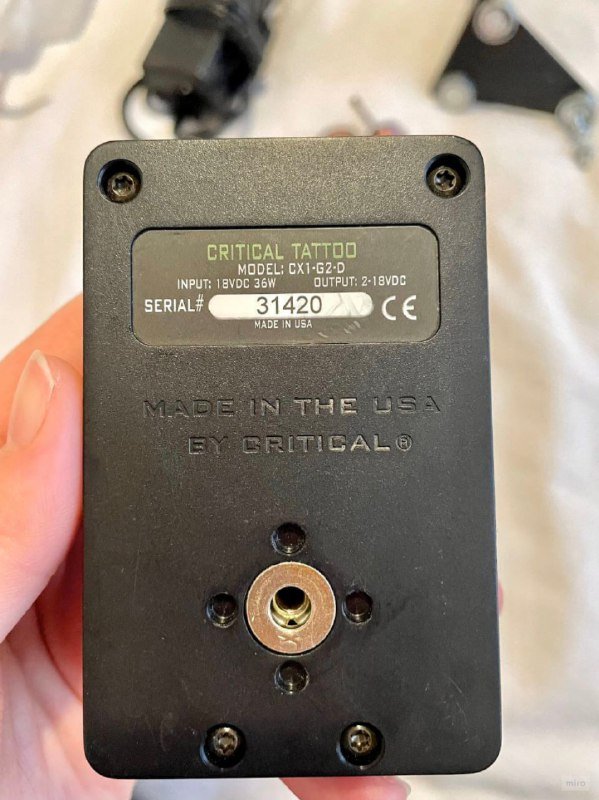 CRITICAL TATTOO
MODEL: CX1-G2-D
INPUT: 18VDC 36W OUTPUT: 2-18VDC
SERIAL# 31420 CE
MADE IN USA
MADE IN THE USA
BY CRITICAL®
miro